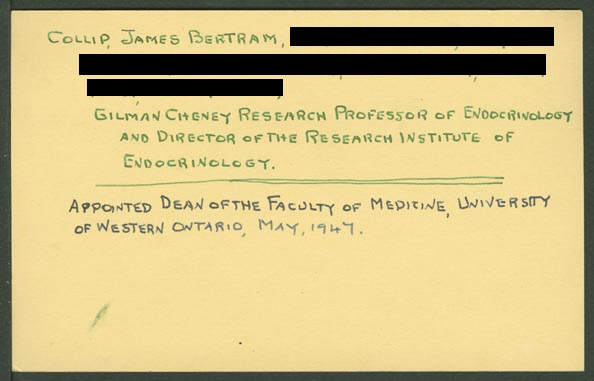 COLLIP, JAMES BERTRAM,
GILMAN CHENEY RESEARCH PROFESSOR OF ENDOCRINOLOGY
AND DIRECTOR OF THE RESEARCH INSTITUTE OF
ENDOCRINOLOGY.
APPOINTED DEAN OF THE FACULTY OF MEDICINE, UNIVERSITY
OF WESTERN ONTARIO, MAY, 1947.